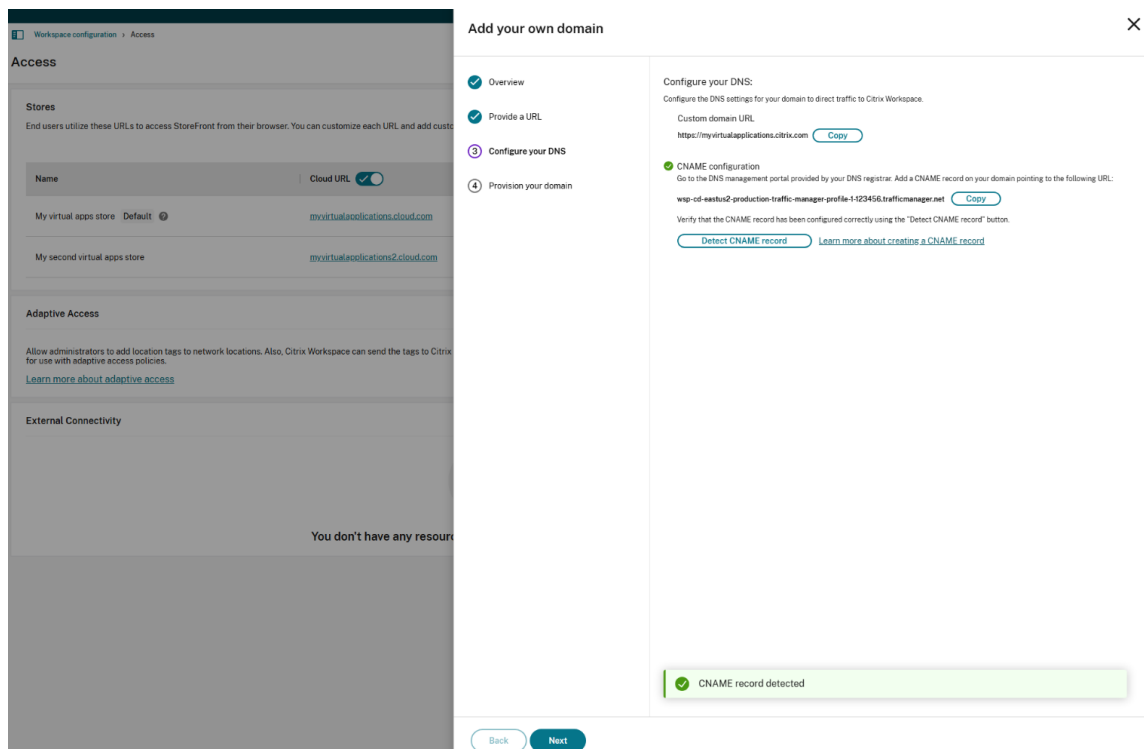 Workspace configuration > Access
Access
Stores
End users utilize these URLs to access StoreFront from their browser. You can customize each URL and add custo
Name
Cloud URL
My virtual apps store Default
myvirtualapplications.cloud.com
My second virtual apps store
myvirtualapplications2.cloud.com
Adaptive Access
Allow administrators to add location tags to network locations. Also, Citrix Workspace can send the tags to Citrix
for use with adaptive access policies.
Learn more about adaptive access
External Connectivity
You don't have any resour
Add your own domain
Overview
Provide a URL
3 Configure your DNS
4 Provision your domain
Configure your DNS:
Configure the DNS settings for your domain to direct traffic to Citrix Workspace.
Custom domain URL
https://myvirtualapplications.citrix.com Copy
CNAME configuration
Go to the DNS management portal provided by your DNS registrar. Add a CNAME record on your domain pointing to the following URL:
wsp-cd-eastus2-production-traffic-manager-profile-1-123456.trafficmanager.net Copy
Verify that the CNAME record has been configured correctly using the "Detect CNAME record" button.
Detect CNAME record Learn more about creating a CNAME record
CNAME record detected
Back Next